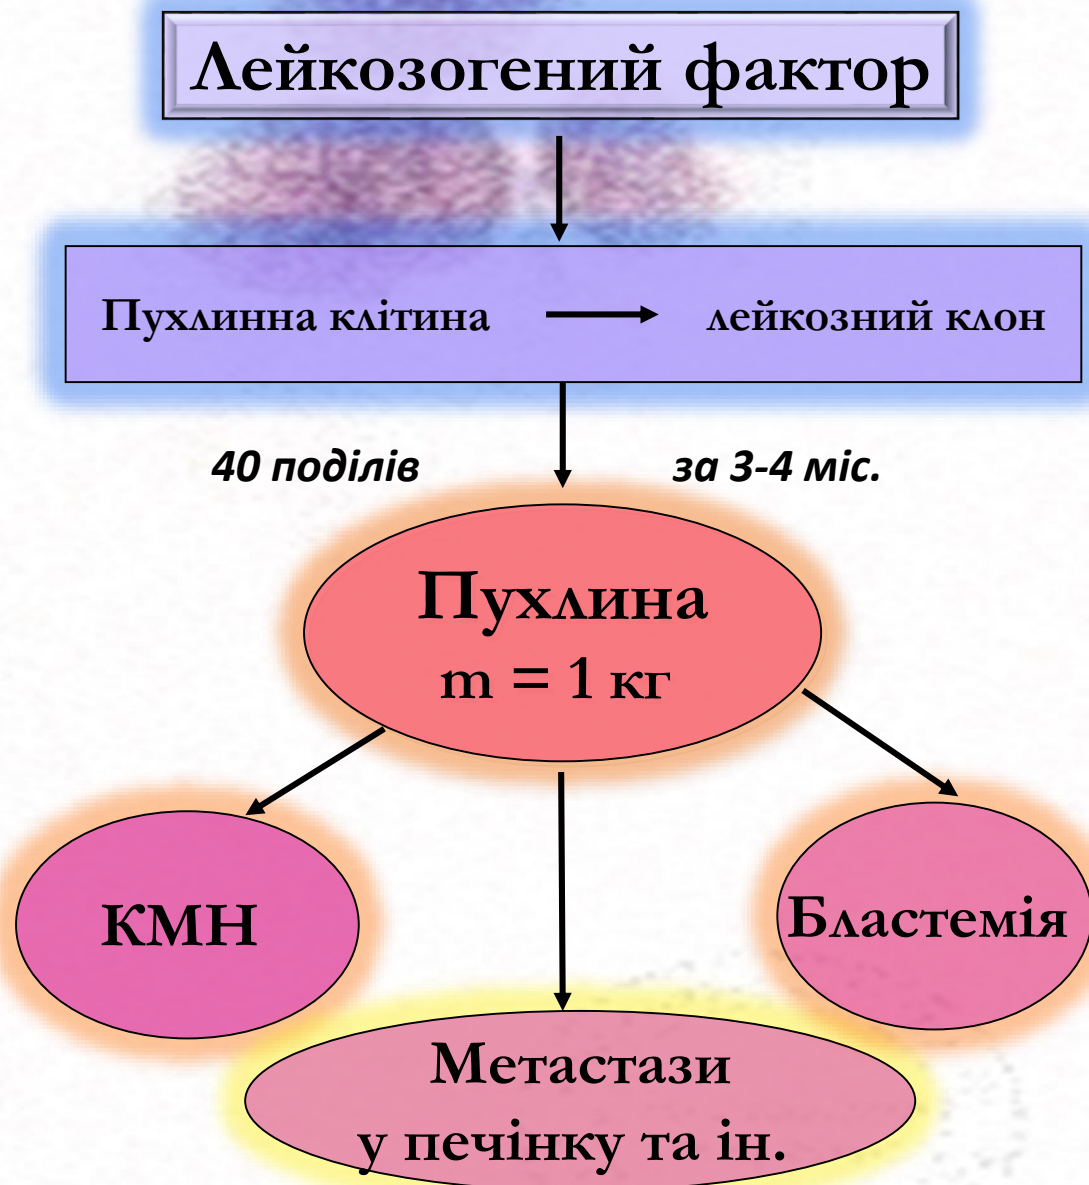 Лейкозогений фактор
Пухлинна клітина лейкозний клон
40 поділів за 3-4 міс.
Пухлина
m = 1 кг
КМН
Бластемія
Метастази
у печінку та ін.